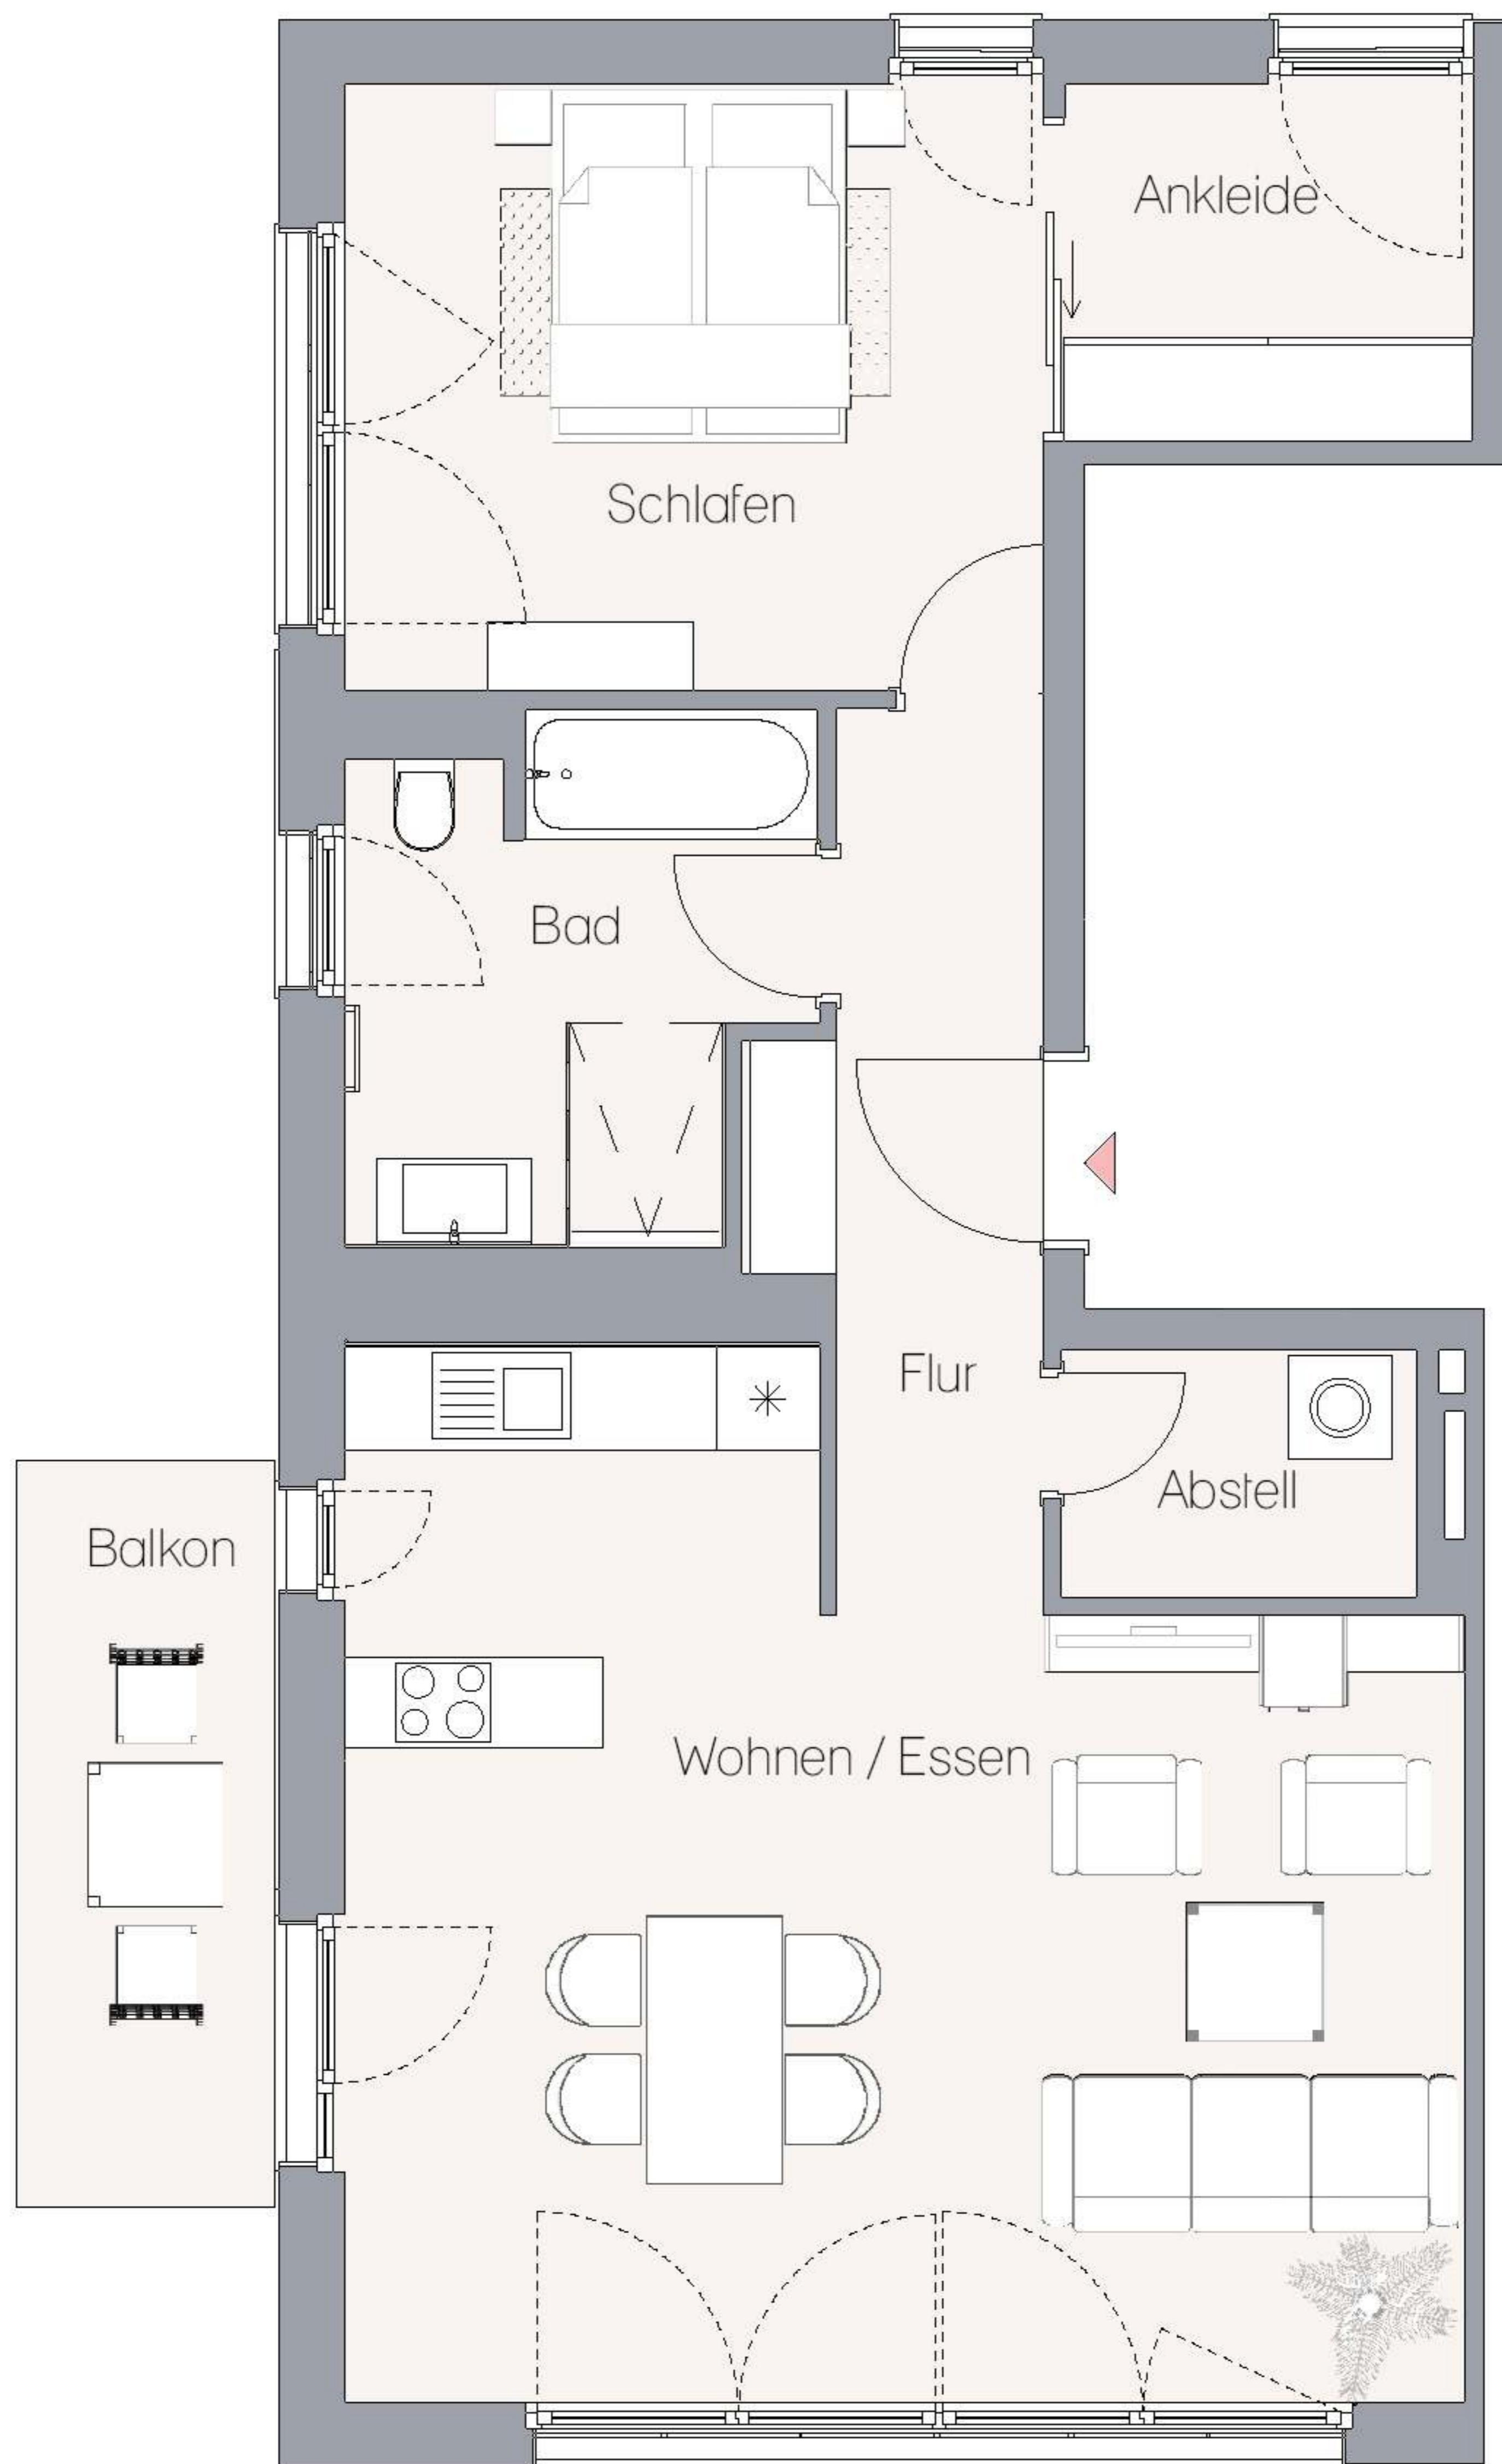 Ankleide
Schlafen
Bad
Flur
Abstell
Balkon
Wohnen / Essen